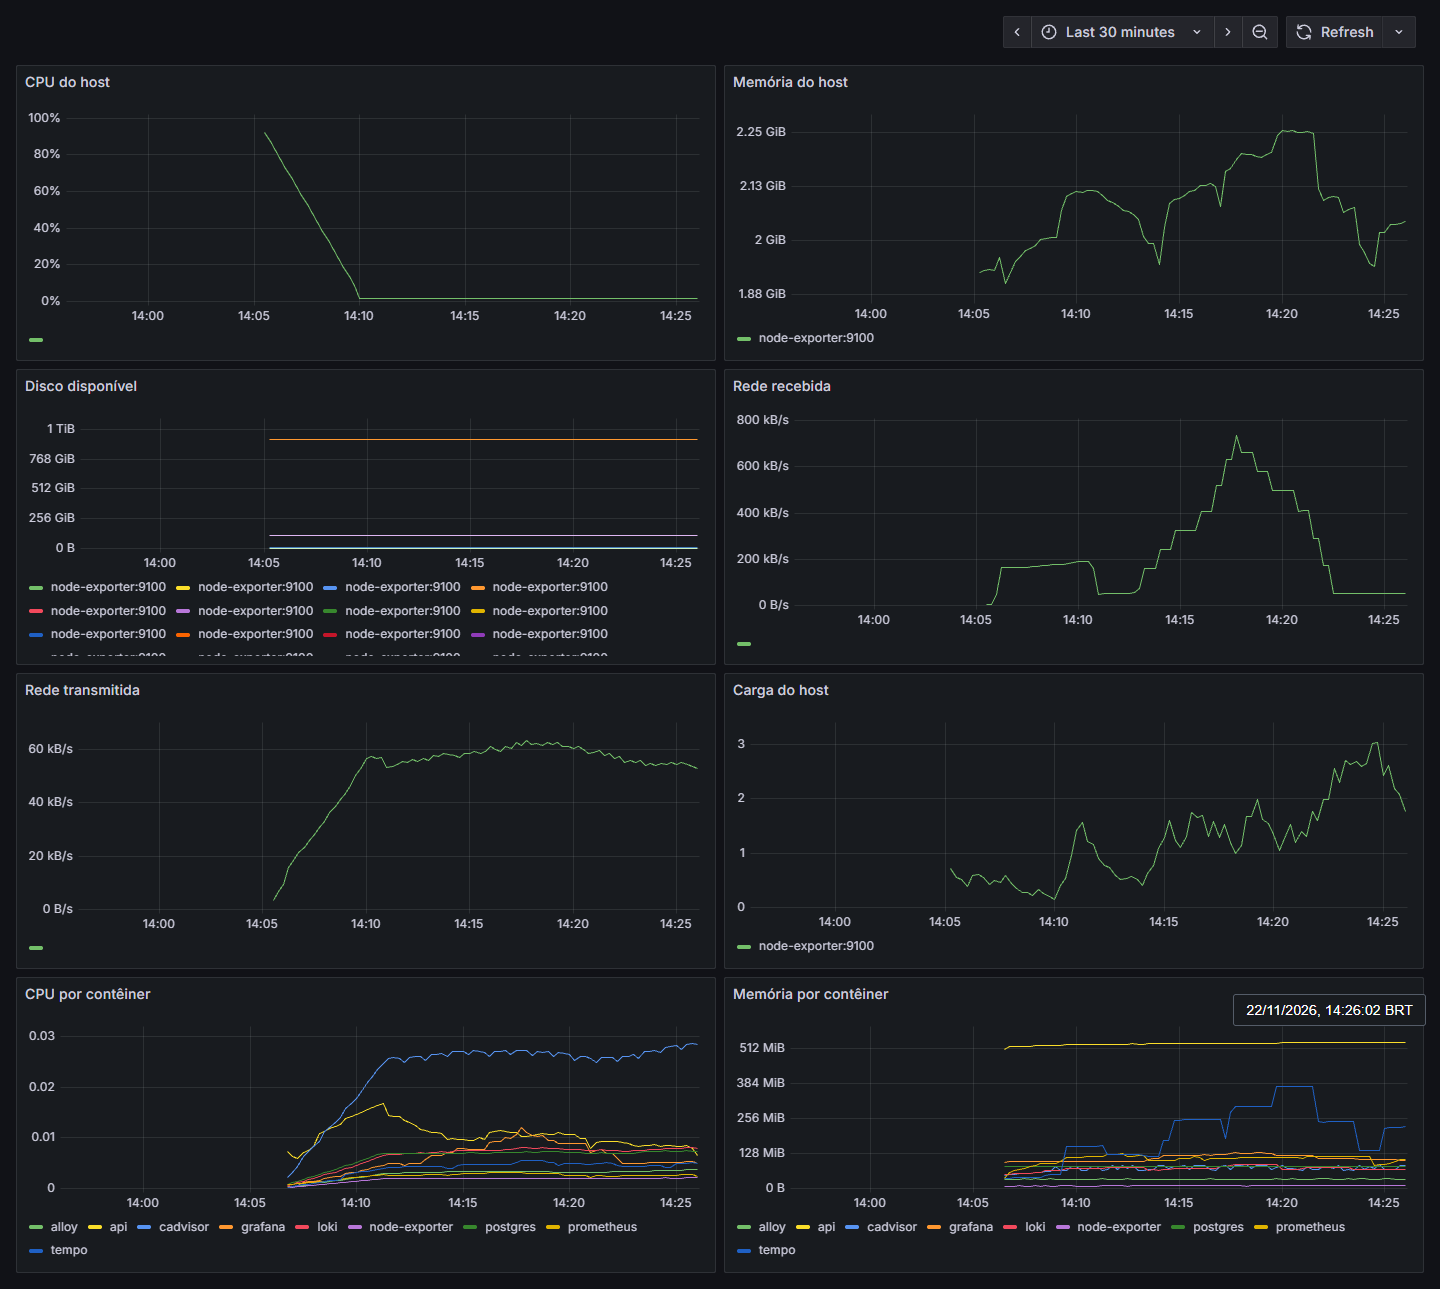 Last 30 minutes Refresh
CPU do host
100%
80%
60%
40%
20%
0%
14:00 14:05 14:10 14:15 14:20 14:25
Memória do host
2.25 GiB
2.13 GiB
2 GiB
1.88 GiB
14:00 14:05 14:10 14:15 14:20 14:25
node-exporter:9100
Disco disponível
1 TiB
768 GiB
512 GiB
256 GiB
0 B
14:00 14:05 14:10 14:15 14:20 14:25
node-exporter:9100 node-exporter:9100 node-exporter:9100 node-exporter:9100
node-exporter:9100 node-exporter:9100 node-exporter:9100 node-exporter:9100
node-exporter:9100 node-exporter:9100 node-exporter:9100 node-exporter:9100
Rede recebida
800 kB/s
600 kB/s
400 kB/s
200 kB/s
0 B/s
14:00 14:05 14:10 14:15 14:20 14:25
Rede transmitida
60 kB/s
40 kB/s
20 kB/s
0 B/s
14:00 14:05 14:10 14:15 14:20 14:25
Carga do host
3
2
1
0
14:00 14:05 14:10 14:15 14:20 14:25
node-exporter:9100
CPU por contêiner
0.03
0.02
0.01
0
14:00 14:05 14:10 14:15 14:20 14:25
alloy api cadvisor grafana loki node-exporter postgres prometheus
tempo
Memória por contêiner
22/11/2026, 14:26:02 BRT
512 MiB
384 MiB
256 MiB
128 MiB
0 B
14:00 14:05 14:10 14:15 14:20 14:25
alloy api cadvisor grafana loki node-exporter postgres prometheus
tempo